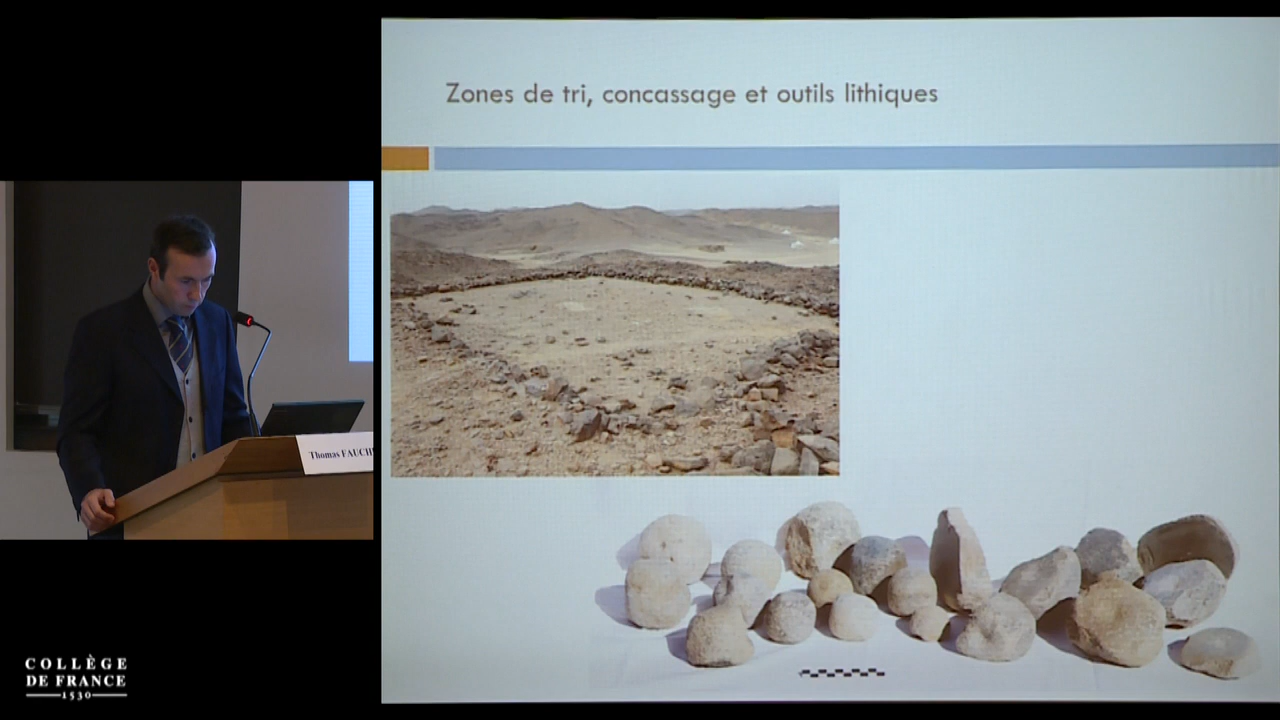 Zones de tri, concassage et outils lithiques
Thomas FAUCH
COLLÈGE
DE FRANCE
1530